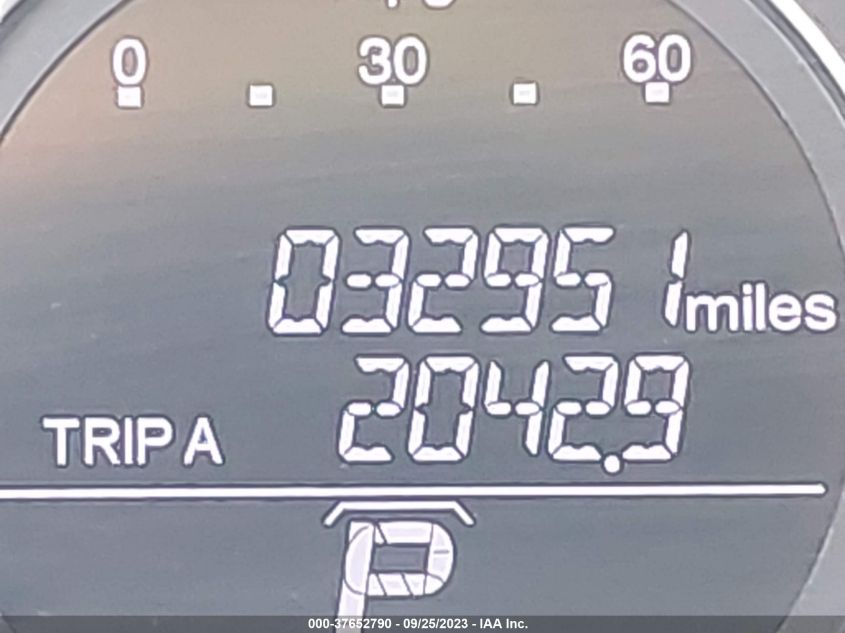 0 30 60
032951 miles
TRIP A 2042.9
P
000-37652790 - 09/25/2023 - IAA Inc.